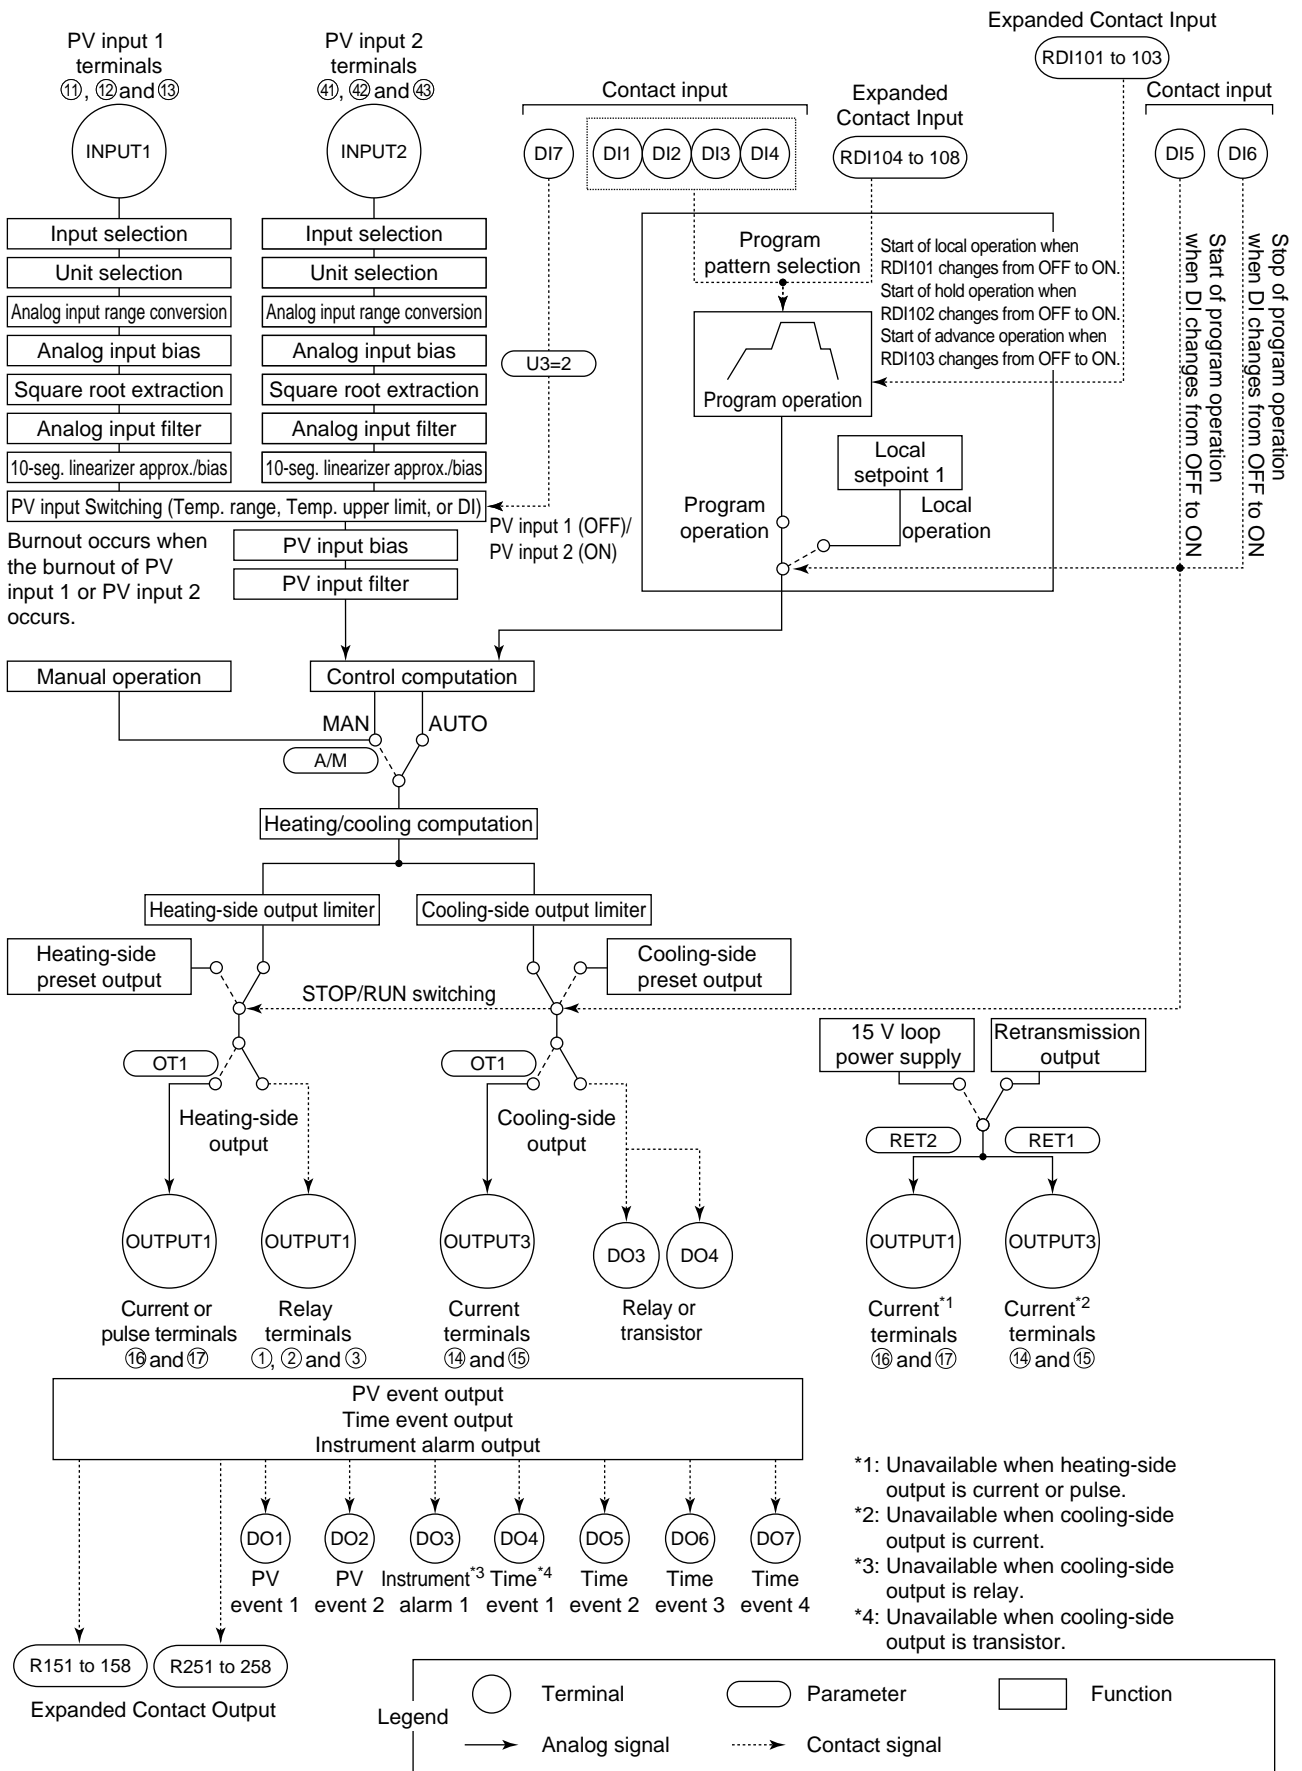 Expanded Contact Input
RDI101 to 103
PV input 1
terminals
⑪, ⑫ and ⑬
INPUT1
PV input 2
terminals
㊶, ㊷ and ㊸
INPUT2
Contact input
DI7
DI1
DI2
DI3
DI4
Expanded
Contact Input
RDI104 to 108
Contact input
DI5
DI6
Input selection
Unit selection
Analog input range conversion
Analog input bias
Square root extraction
Analog input filter
10-seg. linearizer approx./bias
Input selection
Unit selection
Analog input range conversion
Analog input bias
Square root extraction
Analog input filter
10-seg. linearizer approx./bias
U3=2
PV input Switching (Temp. range, Temp. upper limit, or DI)
PV input 1 (OFF)/
PV input 2 (ON)
Burnout occurs when
the burnout of PV
input 1 or PV input 2
occurs.
PV input bias
PV input filter
Program
pattern selection
Start of local operation when
RDI101 changes from OFF to ON.
Start of hold operation when
RDI102 changes from OFF to ON.
Start of advance operation when
RDI103 changes from OFF to ON.
Program operation
Local
setpoint 1
Program
operation
Local
operation
Start of program operation
when DI changes from OFF to ON
Stop of program operation
when DI changes from OFF to ON
Manual operation
Control computation
MAN
AUTO
A/M
Heating/cooling computation
Heating-side output limiter
Cooling-side output limiter
Heating-side
preset output
STOP/RUN switching
Cooling-side
preset output
OT1
Heating-side
output
OT1
Cooling-side
output
15 V loop
power supply
Retransmission
output
RET2
RET1
OUTPUT1
Current or
pulse terminals
⑯ and ⑰
OUTPUT1
Relay
terminals
①, ② and ③
OUTPUT3
Current
terminals
⑭ and ⑮
DO3
DO4
Relay or
transistor
OUTPUT1
Current*1
terminals
⑯ and ⑰
OUTPUT3
Current*2
terminals
⑭ and ⑮
PV event output
Time event output
Instrument alarm output
DO1
PV
event 1
DO2
PV
event 2
DO3
Instrument*3
alarm 1
DO4
Time*4
event 1
DO5
Time
event 2
DO6
Time
event 3
DO7
Time
event 4
*1: Unavailable when heating-side
output is current or pulse.
*2: Unavailable when cooling-side
output is current.
*3: Unavailable when cooling-side
output is relay.
*4: Unavailable when cooling-side
output is transistor.
R151 to 158
R251 to 258
Expanded Contact Output
Legend
Terminal
Parameter
Function
Analog signal
Contact signal